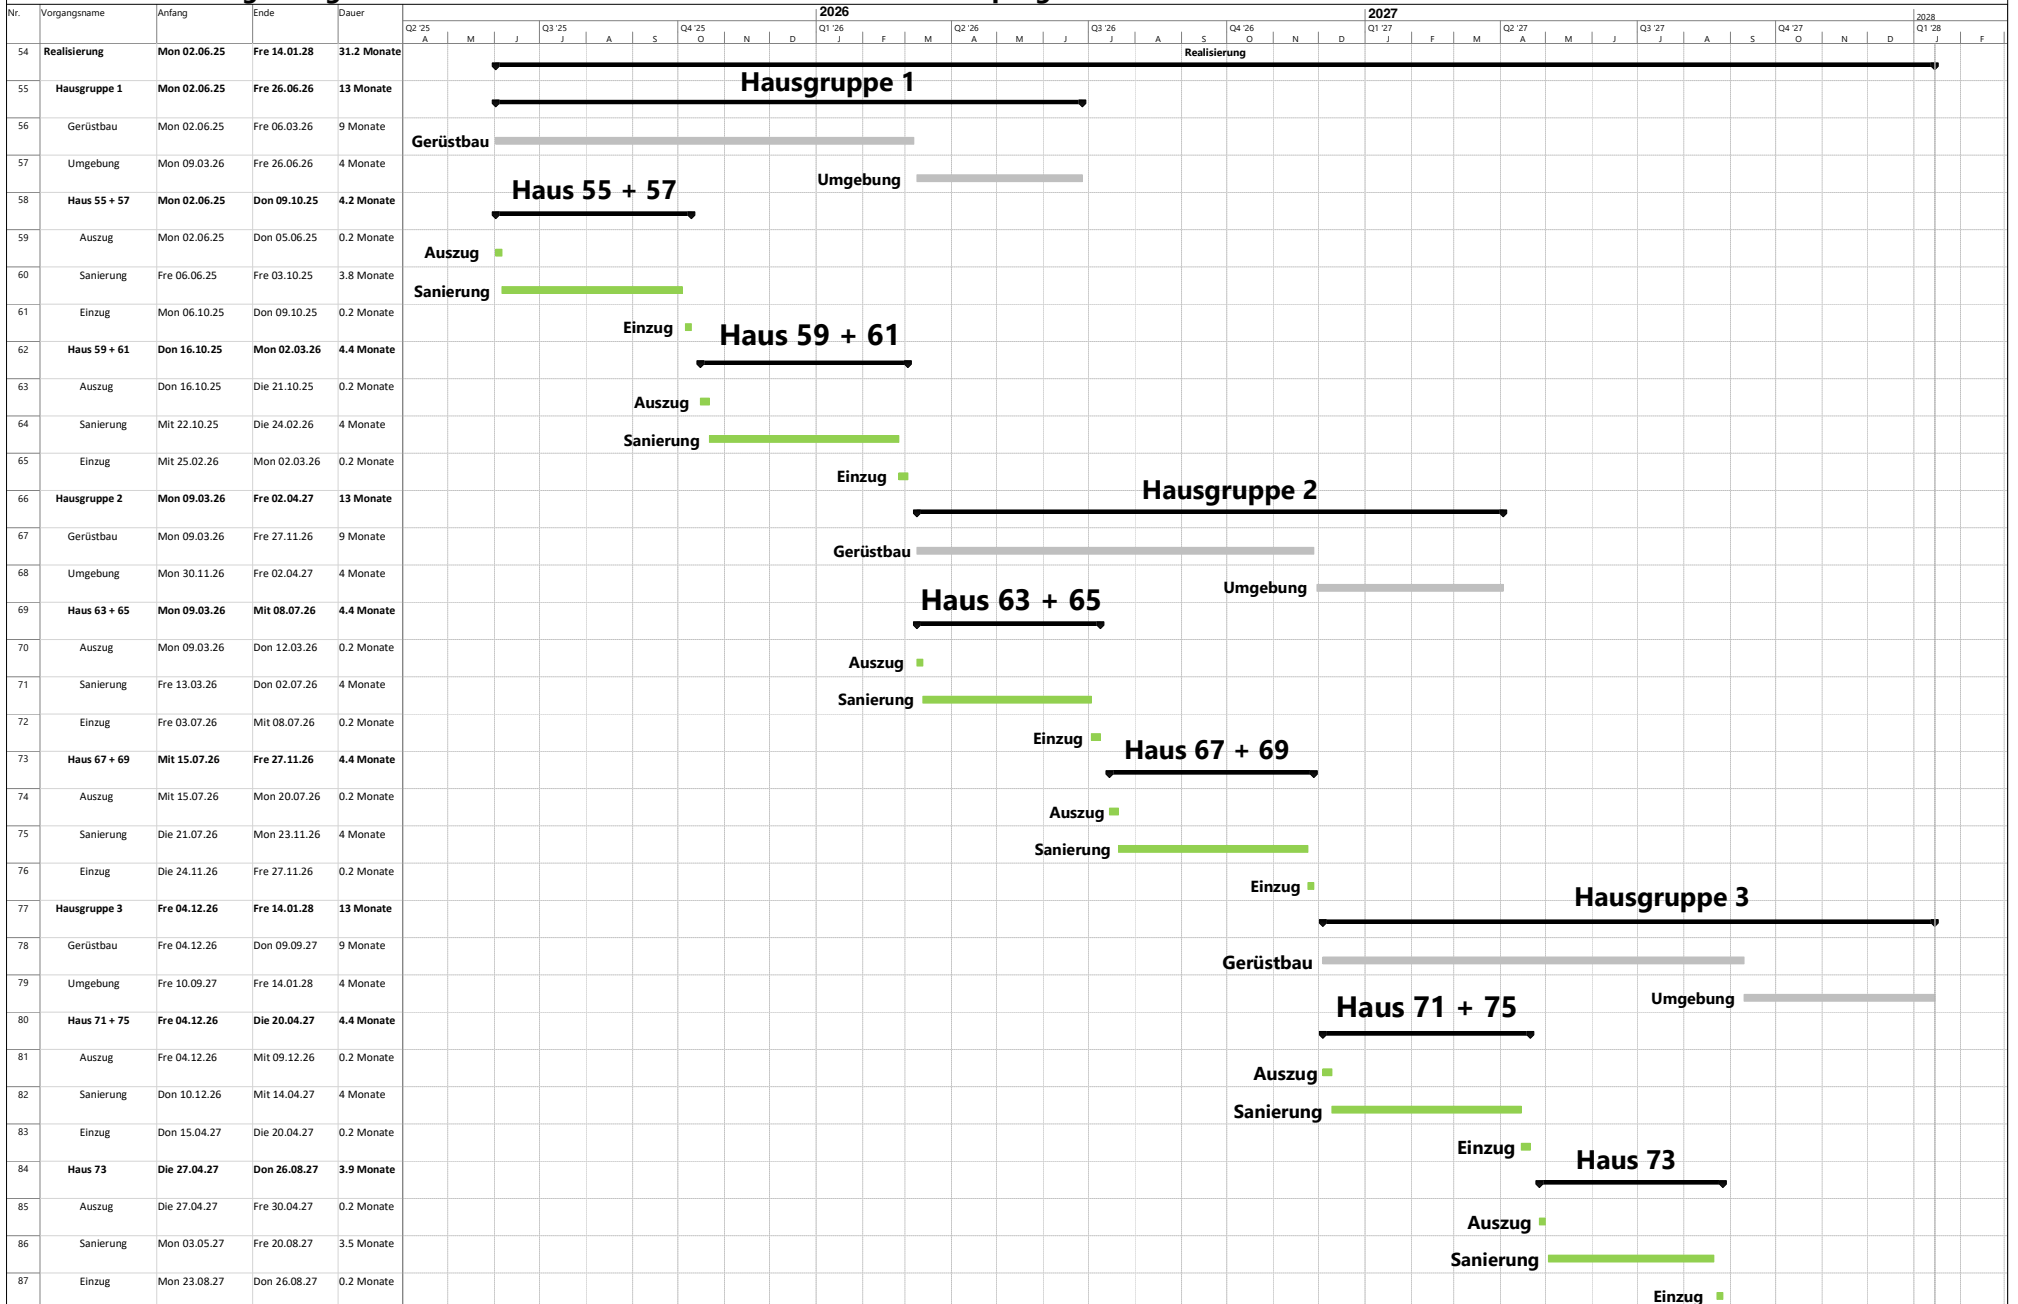 Nr. Vorgangsname Anfang Ende Dauer 2026 2027 2028
Q2 '25 Q3 '25 Q4 '25 Q1 '26 Q2 '26 Q3 '26 Q4 '26 Q1 '27 Q2 '27 Q3 '27 Q4 '27 Q1 '28
A M J J A S O N D J F M A M J J A S O N D J F M A M J J A S O N D J F
54 Realisierung Mon 02.06.25 Fre 14.01.28 31.2 Monate Realisierung
Hausgruppe 1
55 Hausgruppe 1 Mon 02.06.25 Fre 26.06.26 13 Monate
56 Gerüstbau Mon 02.06.25 Fre 06.03.26 9 Monate Gerüstbau
57 Umgebung Mon 09.03.26 Fre 26.06.26 4 Monate Umgebung
Haus 55 + 57
58 Haus 55 + 57 Mon 02.06.25 Don 09.10.25 4.2 Monate
59 Auszug Mon 02.06.25 Don 05.06.25 0.2 Monate Auszug
60 Sanierung Fre 06.06.25 Fre 03.10.25 3.8 Monate Sanierung
61 Einzug Mon 06.10.25 Don 09.10.25 0.2 Monate Einzug
Haus 59 + 61
62 Haus 59 + 61 Don 16.10.25 Mon 02.03.26 4.4 Monate
63 Auszug Don 16.10.25 Die 21.10.25 0.2 Monate Auszug
64 Sanierung Mit 22.10.25 Die 24.02.26 4 Monate Sanierung
65 Einzug Mit 25.02.26 Mon 02.03.26 0.2 Monate Einzug
Hausgruppe 2
66 Hausgruppe 2 Mon 09.03.26 Fre 02.04.27 13 Monate
67 Gerüstbau Mon 09.03.26 Fre 27.11.26 9 Monate Gerüstbau
68 Umgebung Mon 30.11.26 Fre 02.04.27 4 Monate Umgebung
Haus 63 + 65
69 Haus 63 + 65 Mon 09.03.26 Mit 08.07.26 4.4 Monate
70 Auszug Mon 09.03.26 Don 12.03.26 0.2 Monate Auszug
71 Sanierung Fre 13.03.26 Don 02.07.26 4 Monate Sanierung
72 Einzug Fre 03.07.26 Mit 08.07.26 0.2 Monate Einzug
Haus 67 + 69
73 Haus 67 + 69 Mit 15.07.26 Fre 27.11.26 4.4 Monate
74 Auszug Mit 15.07.26 Mon 20.07.26 0.2 Monate Auszug
75 Sanierung Die 21.07.26 Mon 23.11.26 4 Monate Sanierung
76 Einzug Die 24.11.26 Fre 27.11.26 0.2 Monate Einzug
Hausgruppe 3
77 Hausgruppe 3 Fre 04.12.26 Fre 14.01.28 13 Monate
78 Gerüstbau Fre 04.12.26 Don 09.09.27 9 Monate Gerüstbau
79 Umgebung Fre 10.09.27 Fre 14.01.28 4 Monate Umgebung
Haus 71 + 75
80 Haus 71 + 75 Fre 04.12.26 Die 20.04.27 4.4 Monate
81 Auszug Fre 04.12.26 Mit 09.12.26 0.2 Monate Auszug
82 Sanierung Don 10.12.26 Mit 14.04.27 4 Monate Sanierung
83 Einzug Don 15.04.27 Die 20.04.27 0.2 Monate Einzug
Haus 73
84 Haus 73 Die 27.04.27 Don 26.08.27 3.9 Monate
85 Auszug Die 27.04.27 Fre 30.04.27 0.2 Monate Auszug
86 Sanierung Mon 03.05.27 Fre 20.08.27 3.5 Monate Sanierung
87 Einzug Mon 23.08.27 Don 26.08.27 0.2 Monate Einzug